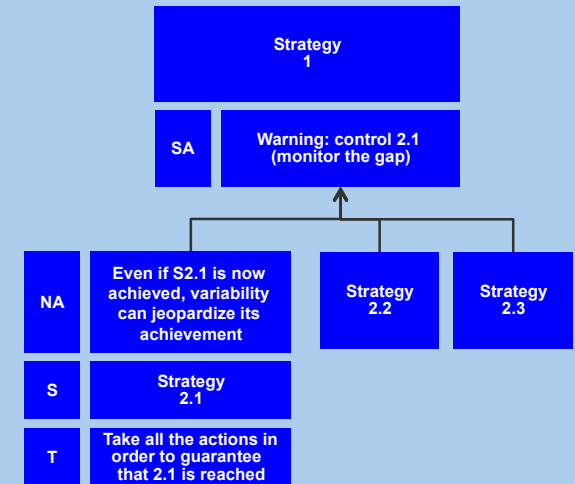 Strategy
1
SA
Warning: control 2.1
(monitor the gap)
NA
Even if S2.1 is now
achieved, variability
can jeopardize its
achievement
Strategy
2.2
Strategy
2.3
S
Strategy
2.1
T
Take all the actions in
order to guarantee
that 2.1 is reached